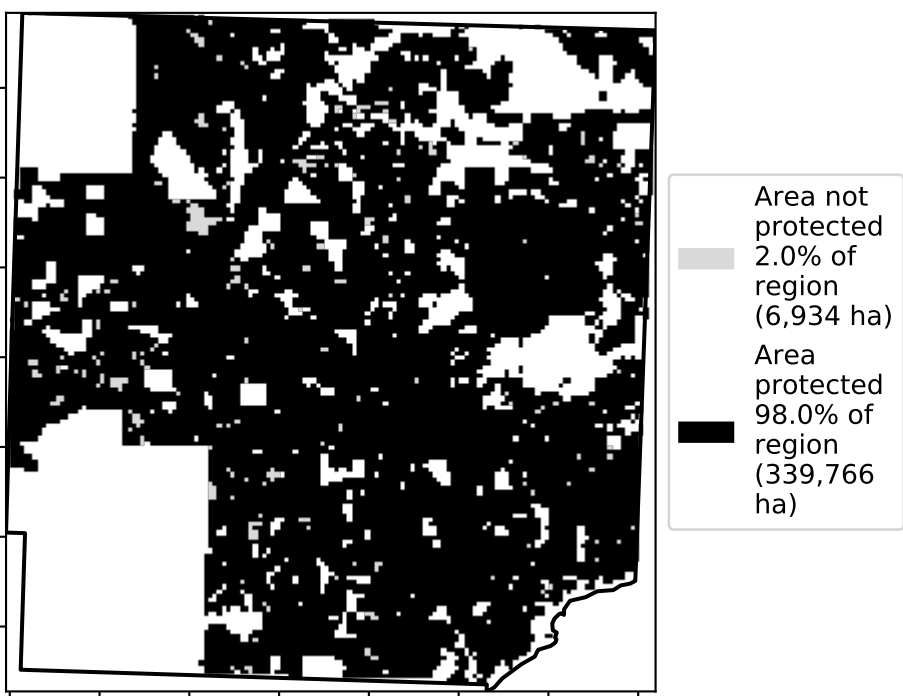 Area not
protected
2.0% of
region
(6,934 ha)
Area
protected
98.0% of
region
(339,766
ha)